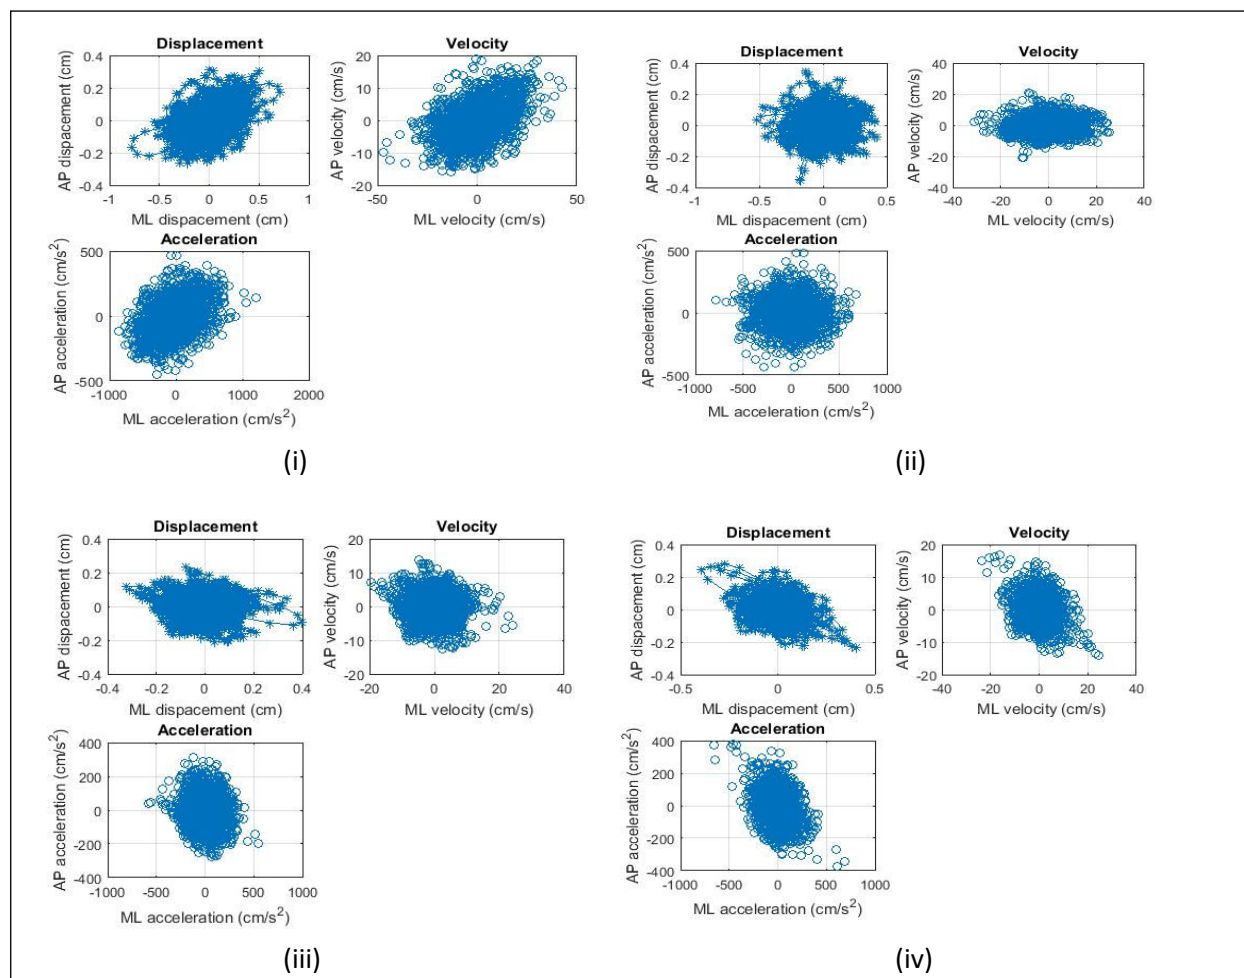 Displacement
AP dispacement (cm)
0.4
0.2
0
-0.2
-0.4
-1
-0.5
0
0.5
1
ML dispacement (cm)
Velocity
AP velocity (cm/s)
20
10
0
-10
-20
-50
0
50
ML velocity (cm/s)
Acceleration
AP acceleration (cm/s²)
500
0
-500
-1000
0
1000
2000
ML acceleration (cm/s²)
(i)
Displacement
AP dispacement (cm)
0.4
0.2
0
-0.2
-0.4
-1
-0.5
0
0.5
ML dispacement (cm)
Velocity
AP velocity (cm/s)
40
20
0
-20
-40
-40
-20
0
20
40
ML velocity (cm/s)
Acceleration
AP acceleration (cm/s²)
500
0
-500
-1000
-500
0
500
1000
ML acceleration (cm/s²)
(ii)
Displacement
AP dispacement (cm)
0.4
0.2
0
-0.2
-0.4
-0.4
-0.2
0
0.2
0.4
ML dispacement (cm)
Velocity
AP velocity (cm/s)
20
10
0
-10
-20
-20
0
20
40
ML velocity (cm/s)
Acceleration
AP acceleration (cm/s²)
400
200
0
-200
-400
-1000
-500
0
500
1000
ML acceleration (cm/s²)
(iii)
Displacement
AP dispacement (cm)
0.4
0.2
0
-0.2
-0.4
-0.5
0
0.5
ML dispacement (cm)
Velocity
AP velocity (cm/s)
20
10
0
-10
-20
-40
-20
0
20
40
ML velocity (cm/s)
Acceleration
AP acceleration (cm/s²)
400
200
0
-200
-400
-1000
-500
0
500
1000
ML acceleration (cm/s²)
(iv)